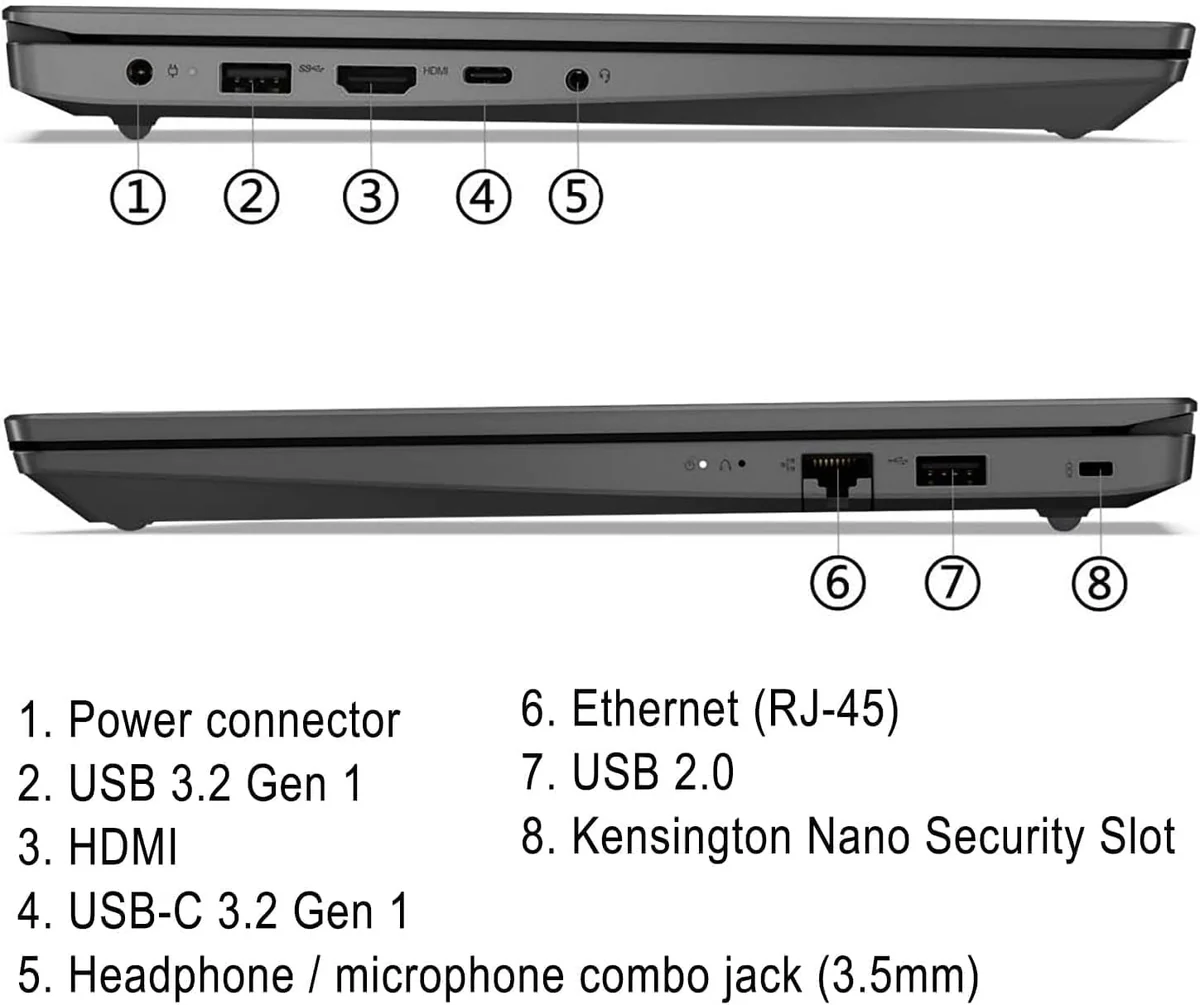 SS
HDMI
1 2 3 4 5
6 7 8
1. Power connector
2. USB 3.2 Gen 1
3. HDMI
4. USB-C 3.2 Gen 1
5. Headphone / microphone combo jack (3.5mm)
6. Ethernet (RJ-45)
7. USB 2.0
8. Kensington Nano Security Slot